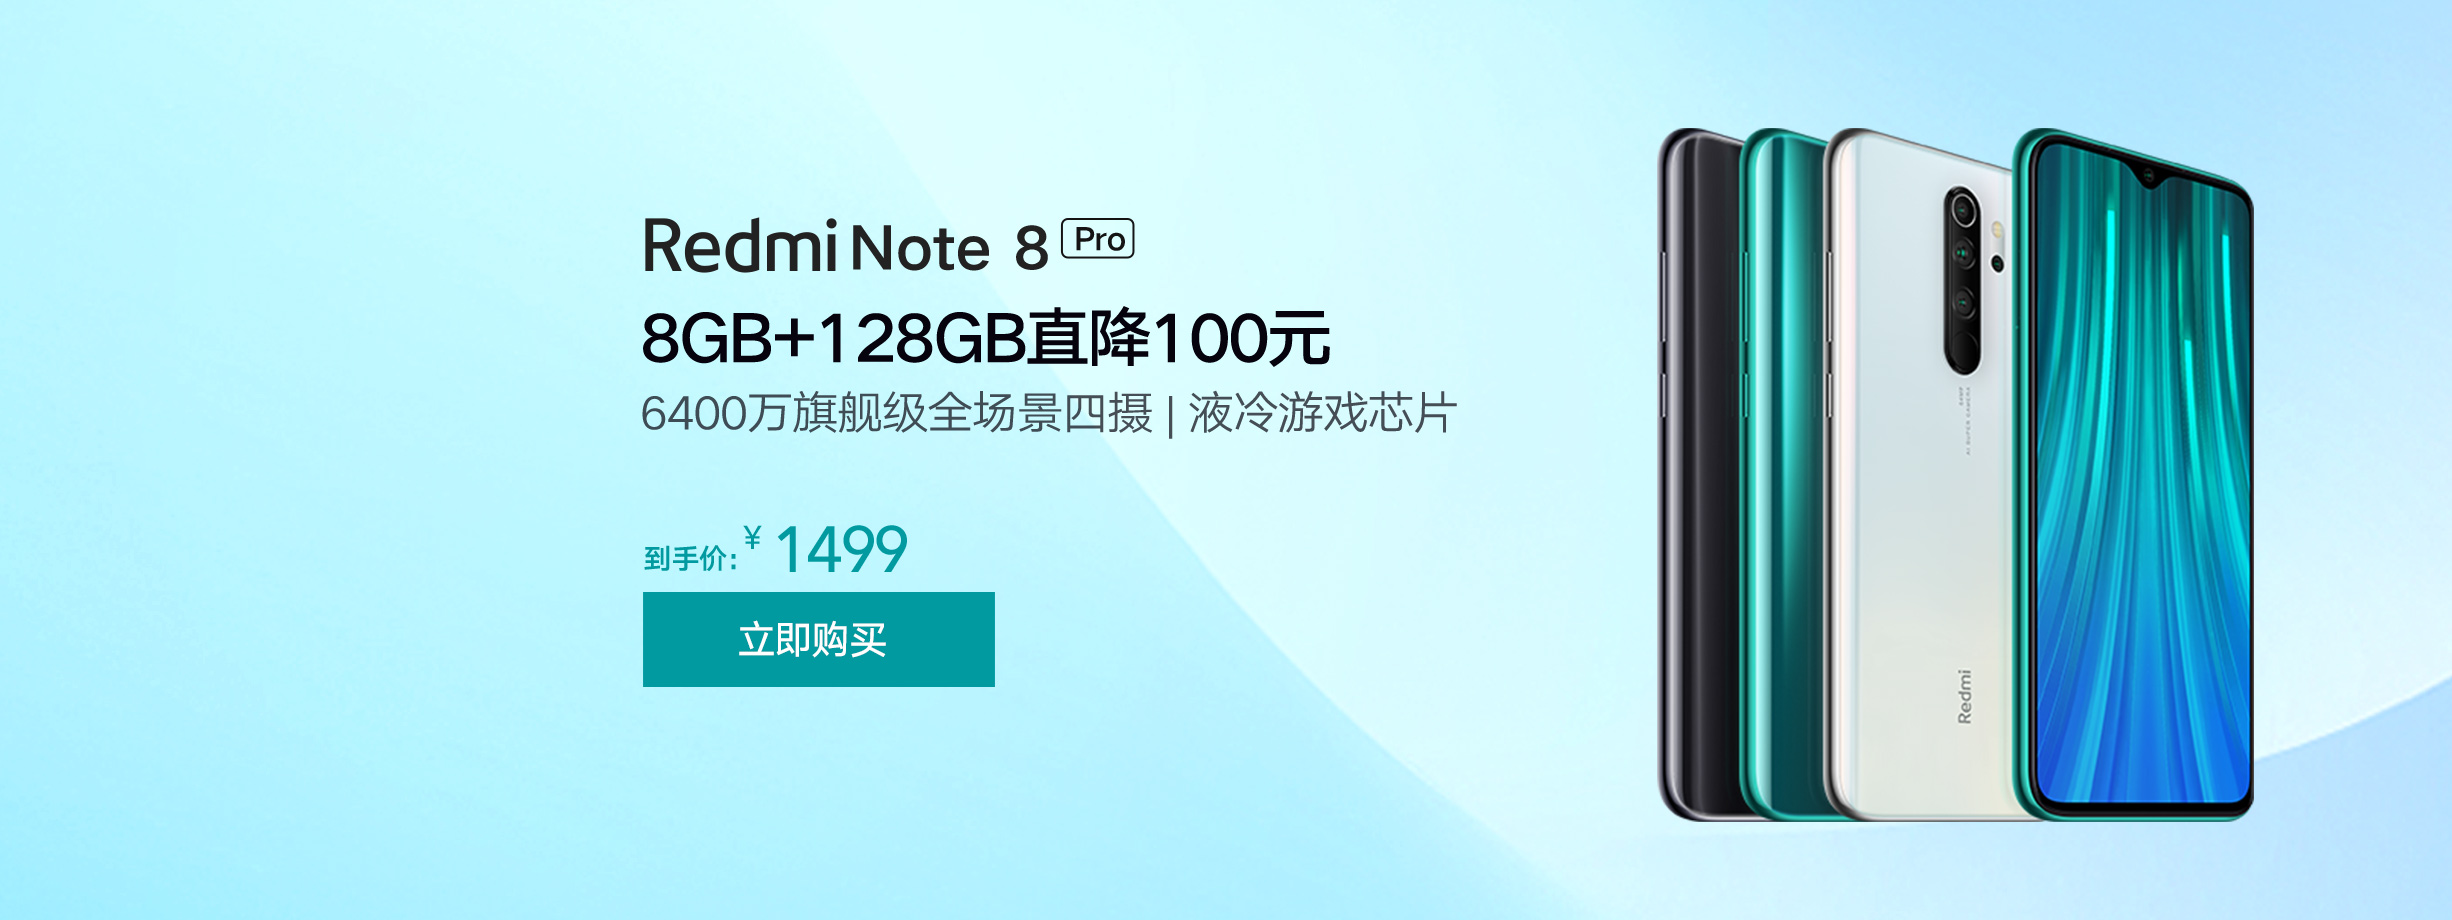 Redmi Note 8 Pro
8GB+128GB直降100元
6400万旗舰级全场景四摄 | 液冷游戏芯片
到手价:¥ 1499
立即购买
Redmi